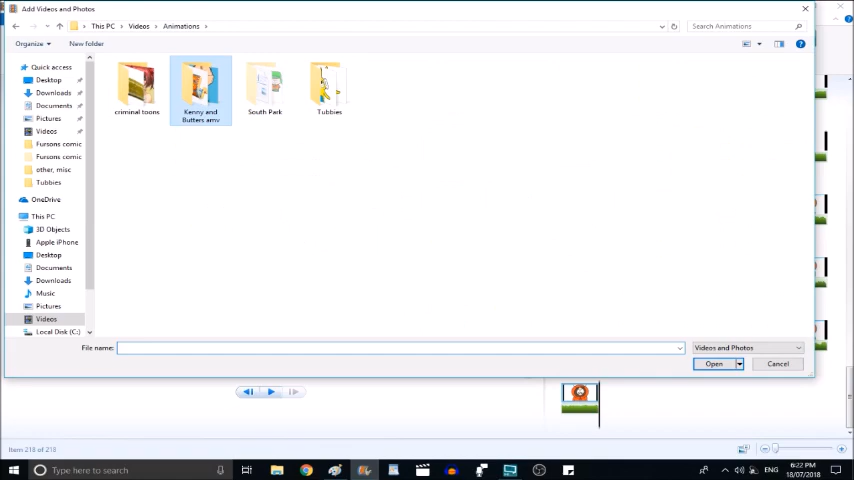 Add Videos and Photos
This PC > Videos > Animations >
Search Animations
Organize
New folder
Quick access
Desktop
Downloads
Documents
Pictures
Videos
Fursons comic
Fursons comic
other, misc
Tubbies
OneDrive
This PC
3D Objects
Apple iPhone
Desktop
Documents
Downloads
Music
Pictures
Videos
Local Disk (C:)
criminal toons
Kenny and
Butters amv
South Park
Tubbies
File name:
Videos and Photos
Open
Cancel
Item 218 of 218
Type here to search
ENG
6:22 PM
18/07/2018